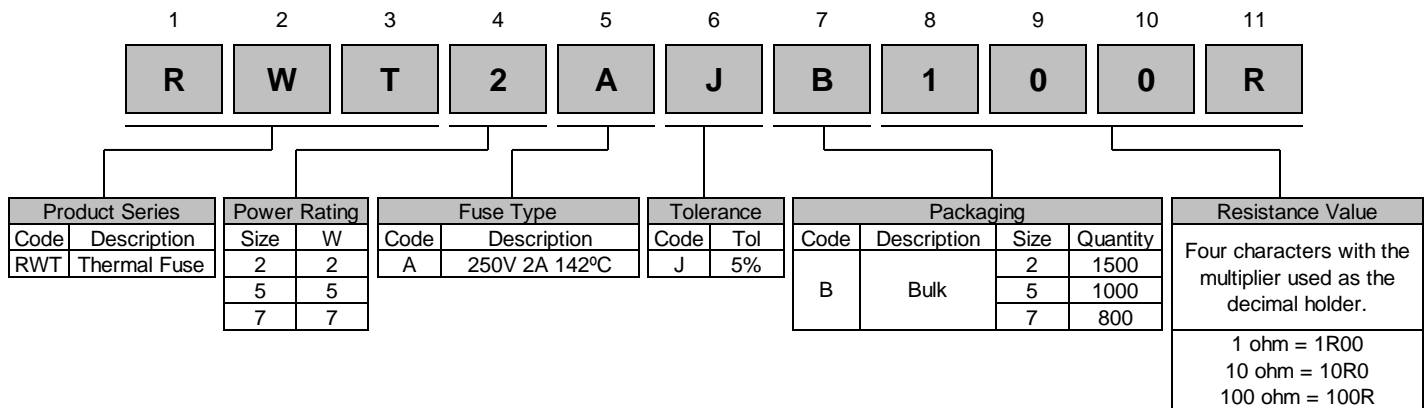 1 2 3 4 5 6 7 8 9 10 11
R W T 2 A J B 1 0 0 R
Product Series
Code Description
RWT Thermal Fuse
Power Rating
Size W
2 2
5 5
7 7
Fuse Type
Code Description
A 250V 2A 142ºC
Tolerance
Code Tol
J 5%
Packaging
Code Description Size Quantity
B Bulk
2 1500
5 1000
7 800
Resistance Value
Four characters with the
multiplier used as the
decimal holder.
1 ohm = 1R00
10 ohm = 10R0
100 ohm = 100R